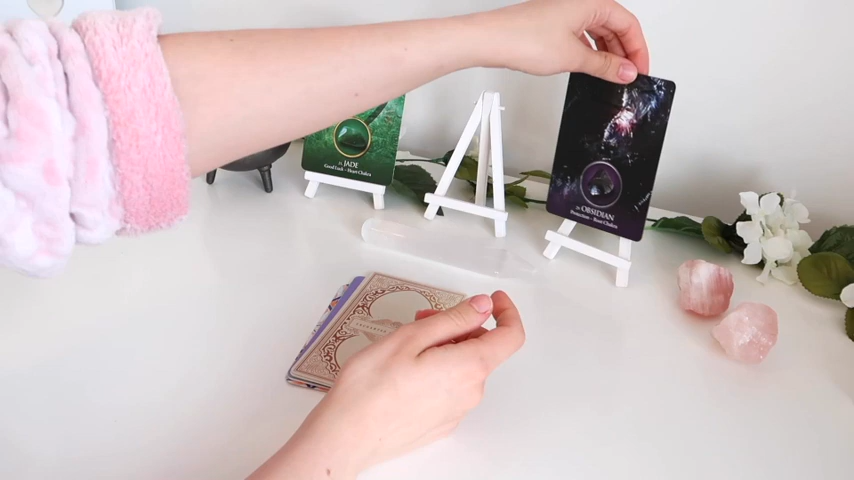 JADE
Good Luck ~ Heart Chakra
OBSIDIAN
Protection ~ Root Chakra